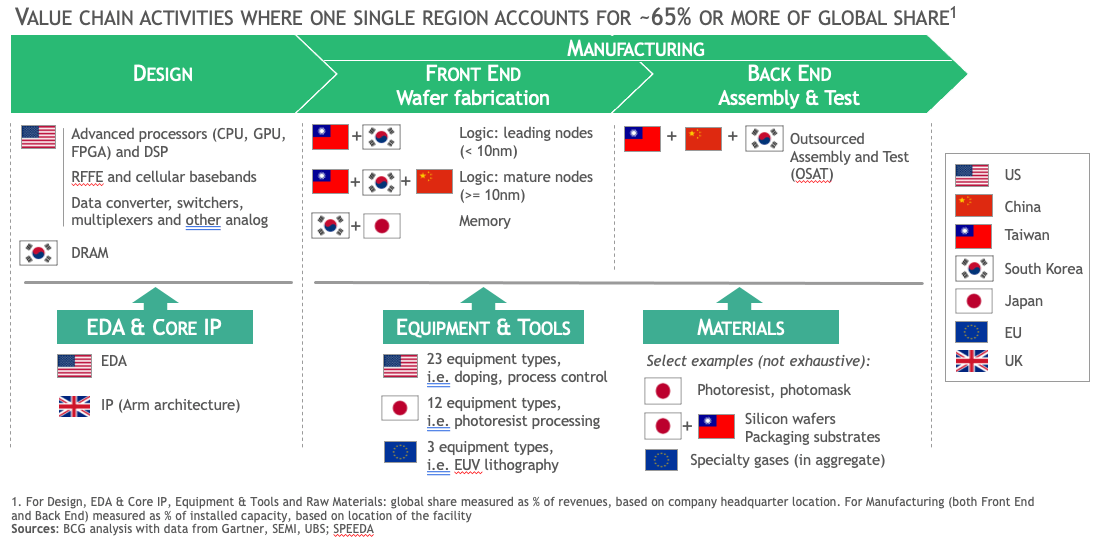 VALUE CHAIN ACTIVITIES WHERE ONE SINGLE REGION ACCOUNTS FOR ~65% OR MORE OF GLOBAL SHARE1
MANUFACTURING
DESIGN
FRONT END
Wafer fabrication
BACK END
Assembly & Test
Advanced processors (CPU, GPU,
FPGA) and DSP
RFFE and cellular basebands
Data converter, switchers,
multiplexers and other analog
DRAM
+
Logic: leading nodes
(< 10nm)
+ +
Logic: mature nodes
(>= 10nm)
+
Memory
+ +
Outsourced
Assembly and Test
(OSAT)
US
China
Taiwan
South Korea
Japan
EU
UK
EDA & CORE IP
EDA
IP (Arm architecture)
EQUIPMENT & TOOLS
23 equipment types,
i.e. doping, process control
12 equipment types,
i.e. photoresist processing
3 equipment types,
i.e. EUV lithography
MATERIALS
Select examples (not exhaustive):
Photoresist, photomask
+
Silicon wafers
Packaging substrates
Specialty gases (in aggregate)
1. For Design, EDA & Core IP, Equipment & Tools and Raw Materials: global share measured as % of revenues, based on company headquarter location. For Manufacturing (both Front End
and Back End) measured as % of installed capacity, based on location of the facility
Sources: BCG analysis with data from Gartner, SEMI, UBS; SPEEDA